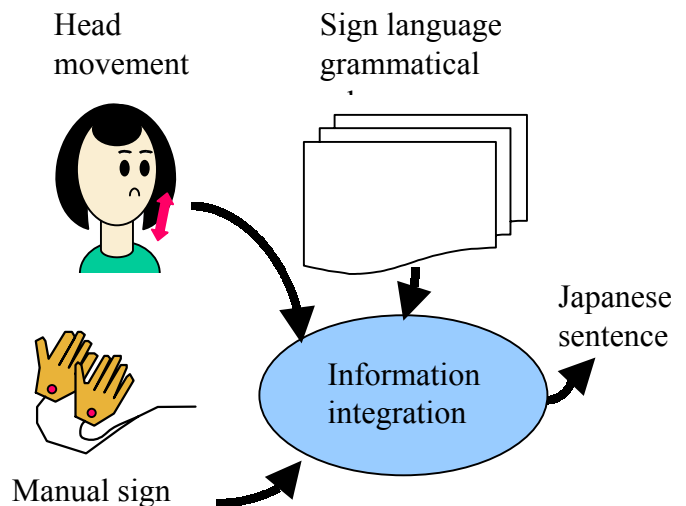 Head
movement
Sign language
grammatical
Information
integration
Japanese
sentence
Manual sign